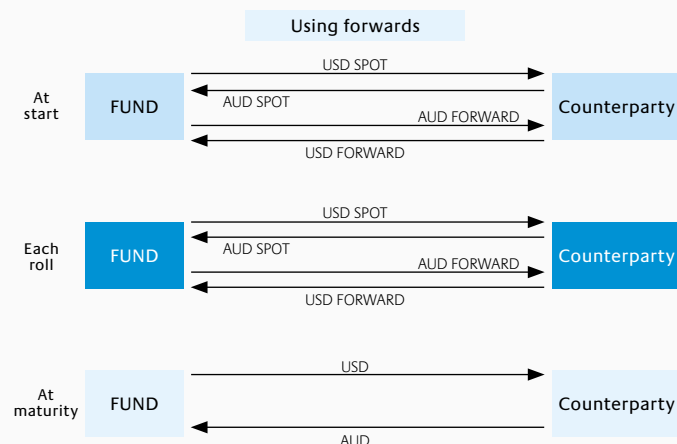 Using forwards
USD SPOT
At
start
FUND
AUD SPOT
AUD FORWARD
Counterparty
USD FORWARD
USD SPOT
Each
roll
FUND
AUD SPOT
AUD FORWARD
Counterparty
USD FORWARD
USD
At
maturity
FUND
Counterparty
AUD